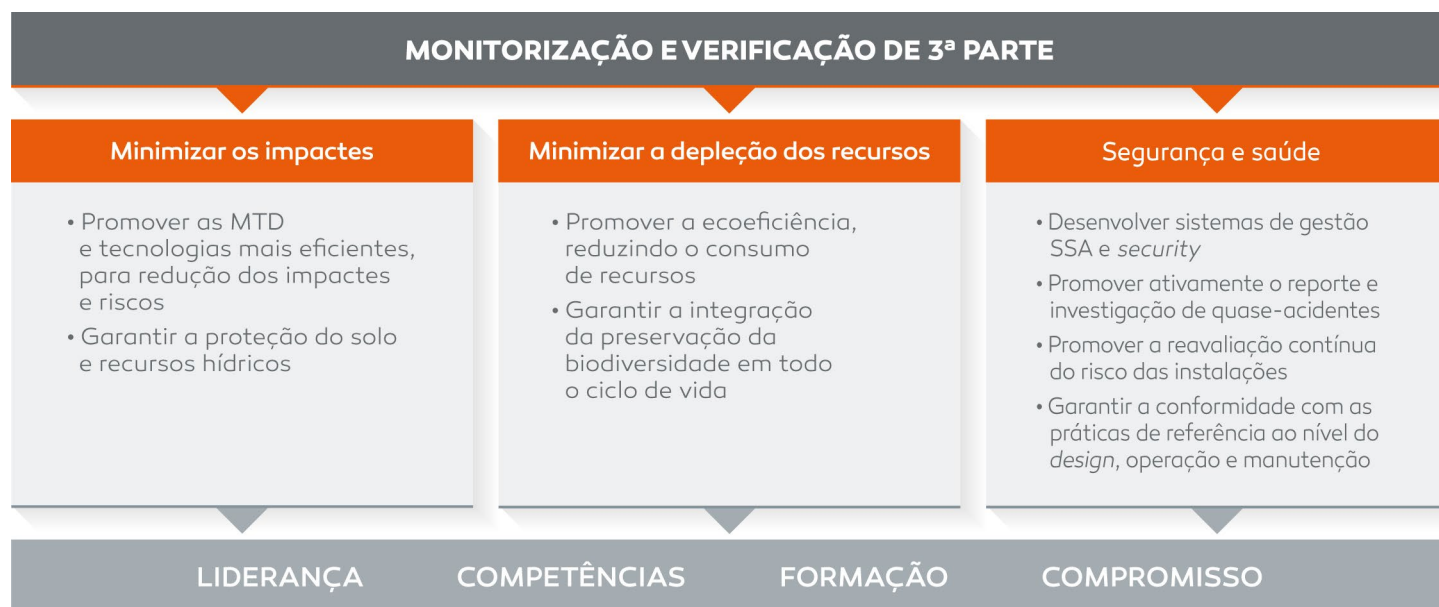 MONITORIZAÇÃO E VERIFICAÇÃO DE 3ª PARTE
Minimizar os impactes
• Promover as MTD
e tecnologias mais eficientes,
para redução dos impactes
e riscos
• Garantir a proteção do solo
e recursos hídricos
Minimizar a depleção dos recursos
• Promover a ecoeficiência,
reduzindo o consumo
de recursos
• Garantir a integração
da preservação da
biodiversidade em todo
o ciclo de vida
Segurança e saúde
• Desenvolver sistemas de gestão
SSA e security
• Promover ativamente o reporte e
investigação de quase-acidentes
• Promover a reavaliação contínua
do risco das instalações
• Garantir a conformidade com as
práticas de referência ao nível do
design, operação e manutenção
LIDERANÇA COMPETÊNCIAS FORMAÇÃO COMPROMISSO